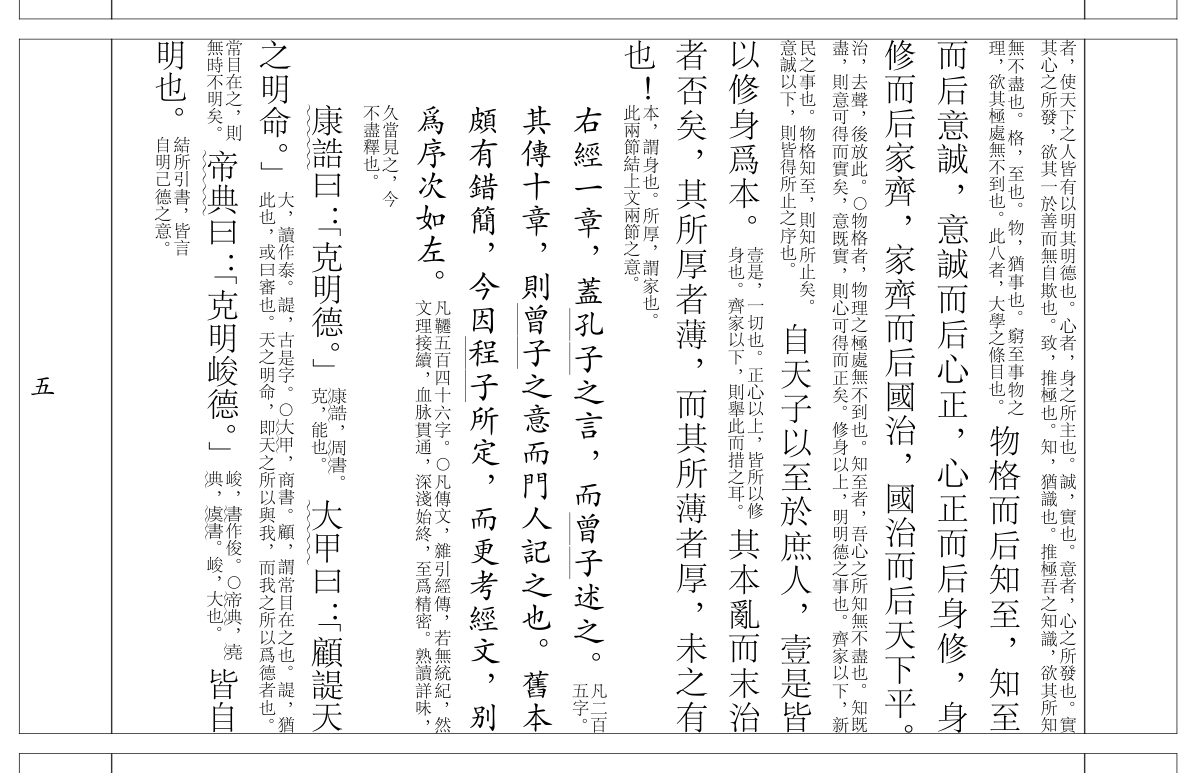 者，使天下之人皆有以明其明德也。心者，身之所主也。誠，實也。意者，心之所發也。實
其心之所發，欲其一於善而無自欺也。致，推極也。知，猶識也。推極吾之知識，欲其所知
無不盡也。格，至也。物，猶事也。窮至事物之
理，欲其極處無不到也。此八者，大學之條目也。
物格而后知至，知至
而后意誠，意誠而后心正，心正而后身修，身
修而后家齊，家齊而后國治，國治而后天下平。
治，去聲，後放此。○物格者，物理之極處無不到也。知至者，吾心之所知無不盡也。知既
盡，則意可得而實矣，意既實，則心可得而正矣。修身以上，明明德之事也。齊家以下，新
民之事也。物格知至，則知所止矣。
意誠以下，則皆得所止之序也。
自天子以至於庶人，壹是皆
以修身爲本。
壹是，一切也。正心以上，皆所以修
身也。齊家以下，則舉此而措之耳。
其本亂而末治
者否矣，其所厚者薄，而其所薄者厚，未之有
也！
本，謂身也。所厚，謂家也。
此兩節結上文兩節之意。
右經一章，蓋孔子之言，而曾子述之。
凡二百
五字。
其傳十章，則曾子之意而門人記之也。舊本
頗有錯簡，今因程子所定，而更考經文，別
爲序次如左。
凡韆五百四十六字。○凡傳文，雜引經傳，若無統紀，然
文理接續，血脉貫通，深淺始終，至爲精密。熟讀詳味，
久當見之，今
不盡釋也。
康誥曰：「克明德。」
康誥，周書。
克，能也。
大甲曰：「顧諟天
之明命。」
大，讀作泰。諟，古是字。○大甲，商書。顧，謂常目在之也。諟，猶
此也，或曰審也。天之明命，即天之所以與我，而我之所以爲德者也。
常目在之，則
無時不明矣。
帝典曰：「克明峻德。」
峻，書作俊。○帝典，堯
典，虞書。峻，大也。
皆自
明也。
結所引書，皆言
自明己德之意。
五